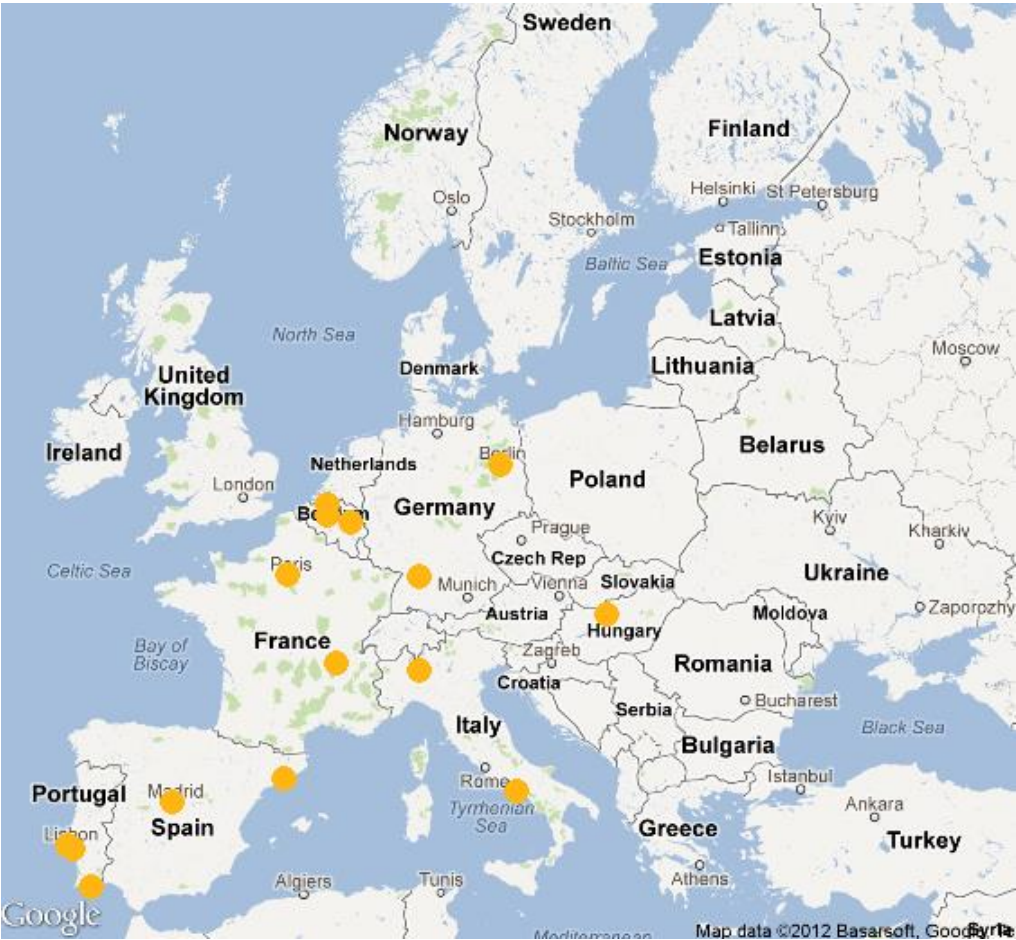 Sweden
Norway
Finland
Helsinki
St Petersburg
Oslo
Stockholm
Tallinn
Estonia
Baltic Sea
Latvia
North Sea
Moscow
Denmark
Lithuania
United
Kingdom
Hamburg
Belarus
Ireland
Netherlands
Berlin
Poland
London
Germany
Kyiv
Prague
Kharkiv
Czech Rep
Celtic Sea
Paris
Munich
Vienna
Slovakia
Ukraine
Austria
Moldova
Zaporozhy
Hungary
France
Bay of
Biscay
Zagreb
Romania
Croatia
Bucharest
Serbia
Italy
Black Sea
Bulgaria
Rome
Istanbul
Portugal
Madrid
Tyrrhenian
Sea
Ankara
Spain
Greece
Lisbon
Turkey
Athens
Algiers
Tunis
Google
Mediterranean
Map data ©2012 Basarsoft,